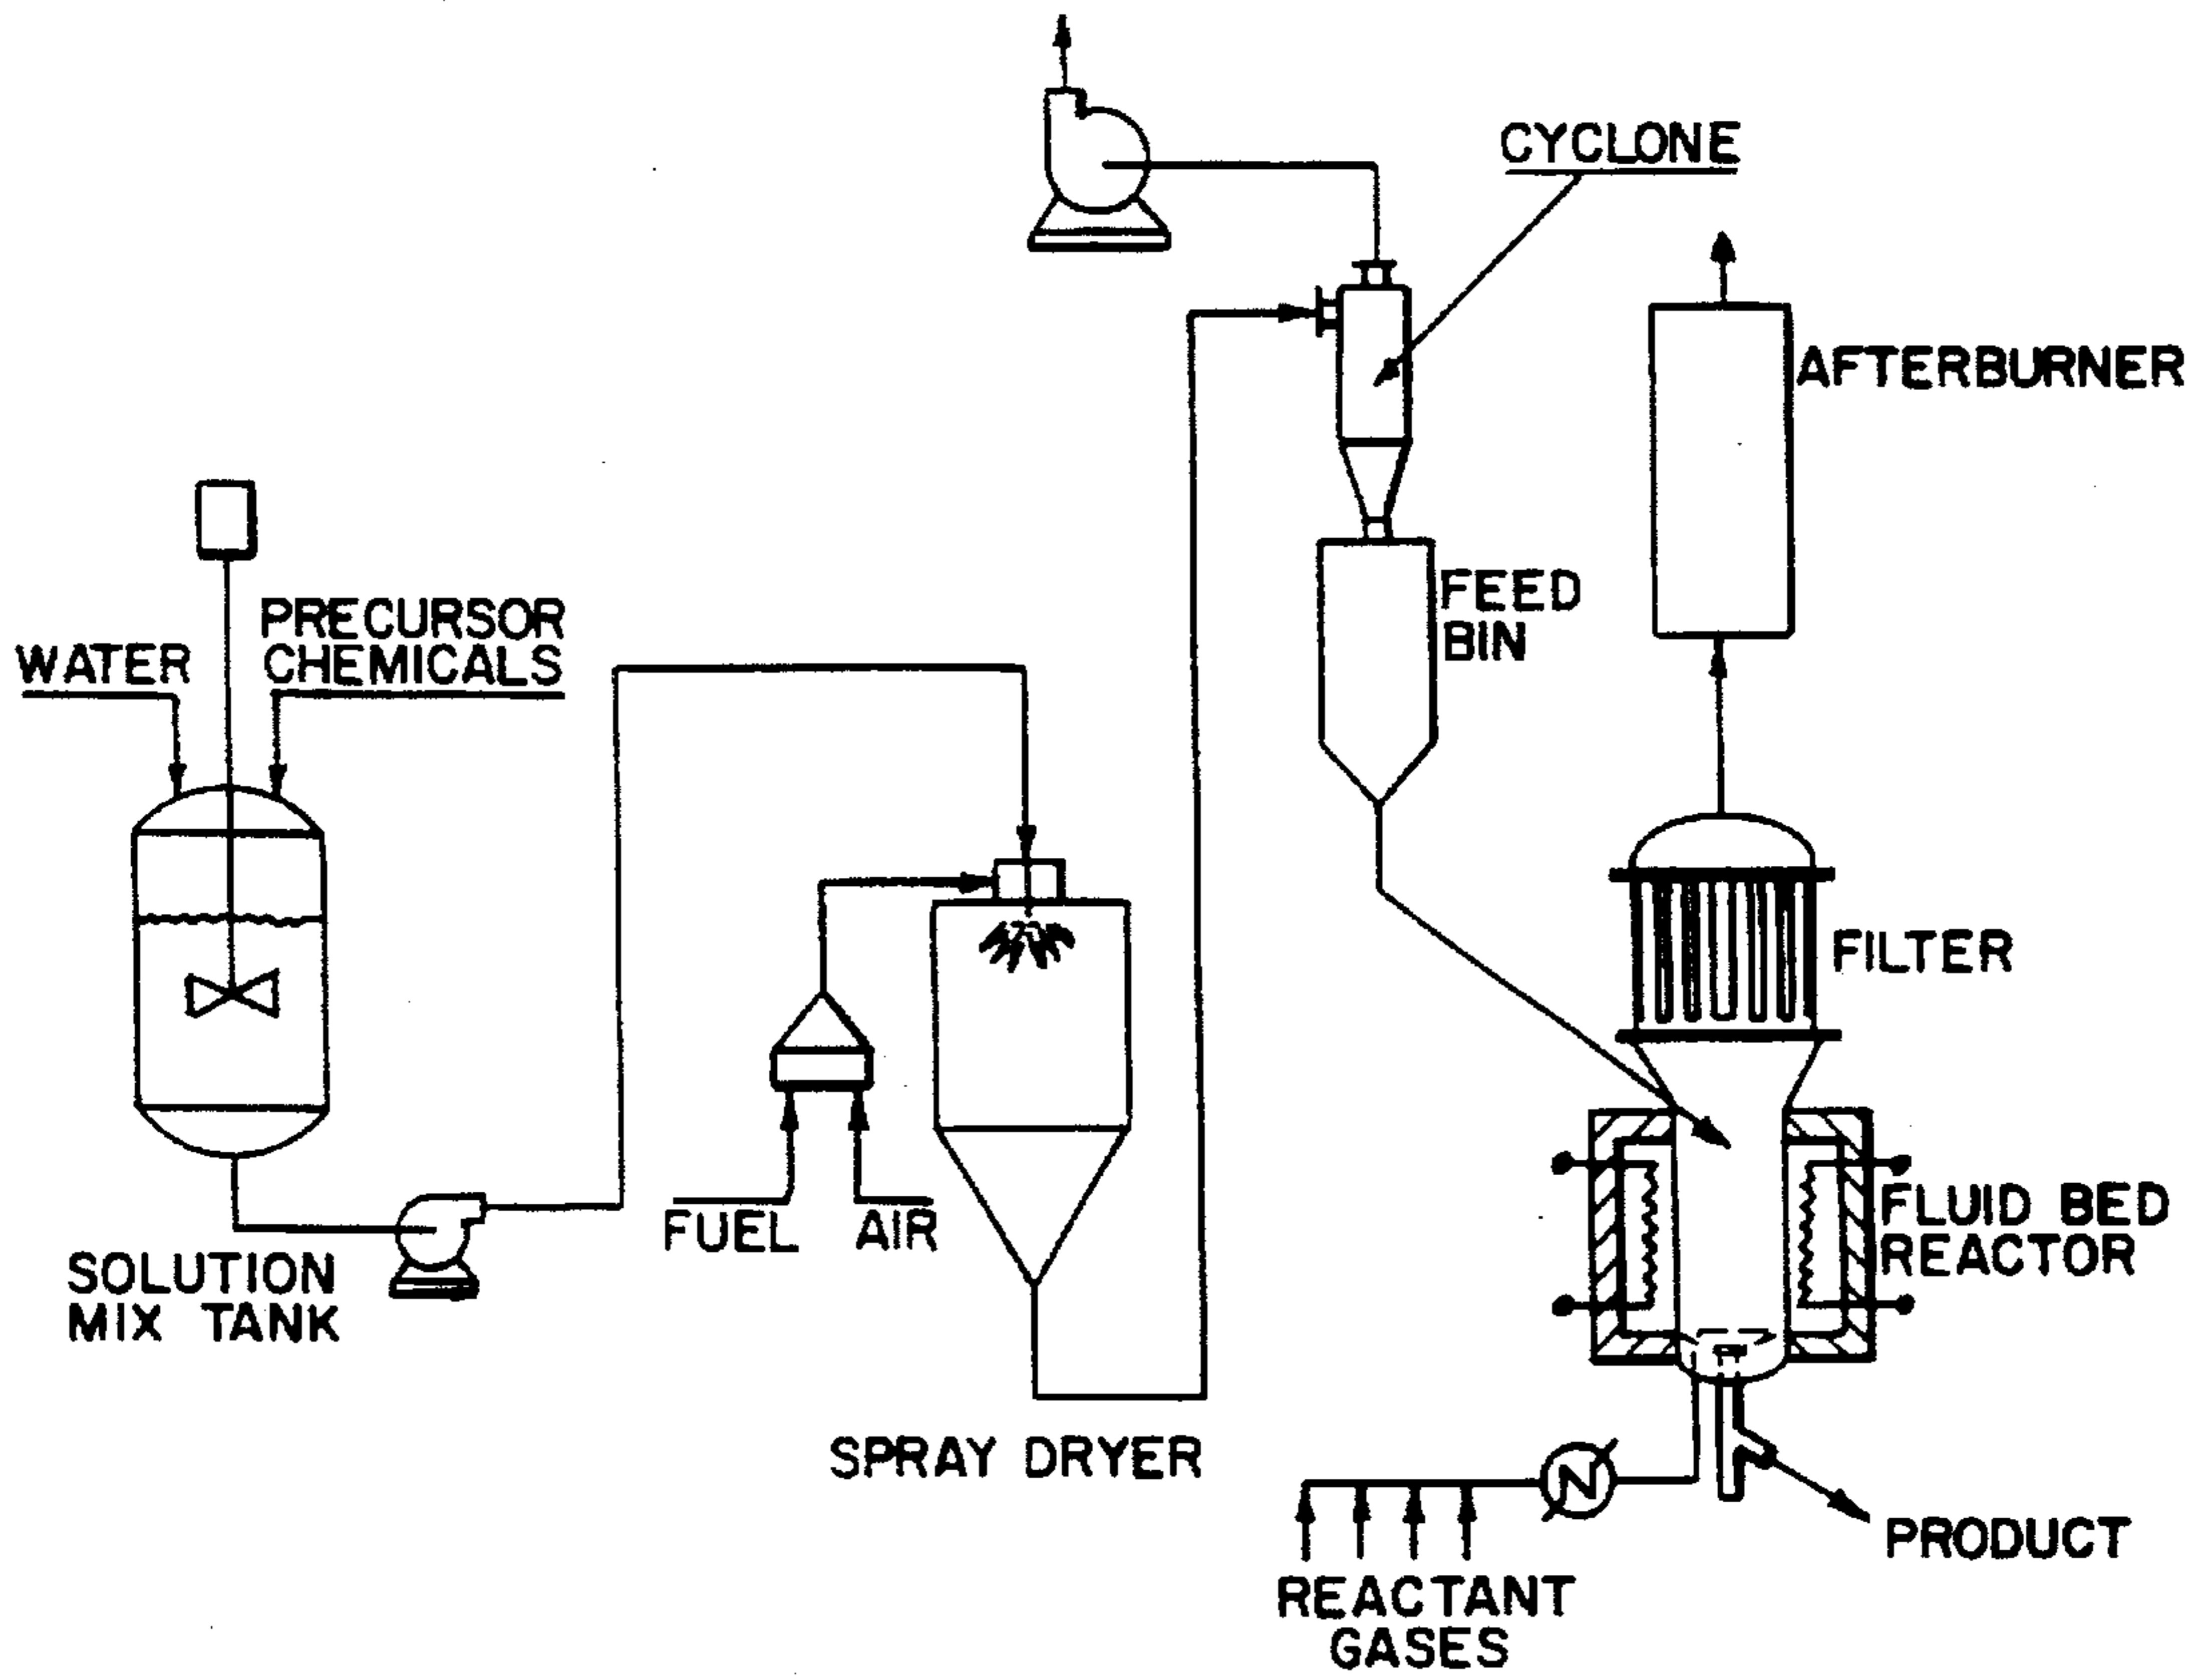 CYCLONE
AFTERBURNER
FEED
BIN
PRECURSOR
WATER CHEMICALS
FILTER
FUEL AIR
FLUID BED
REACTOR
SOLUTION
MIX TANK
SPRAY DRYER
N
PRODUCT
REACTANT
GASES